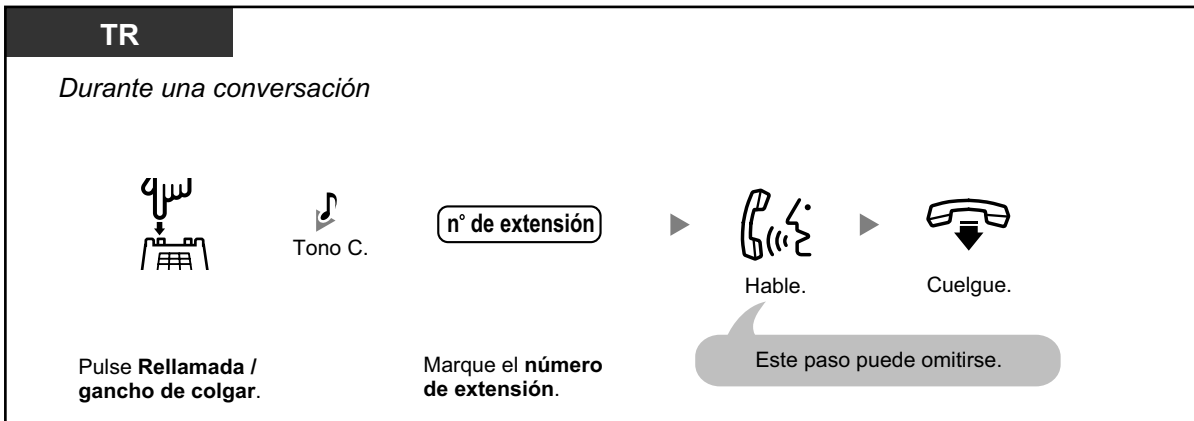 TR
Durante una conversación
Tono C.
n° de extensión
Hable.
Cuelgue.
Pulse Rellamada /
gancho de colgar.
Marque el número
de extensión.
Este paso puede omitirse.